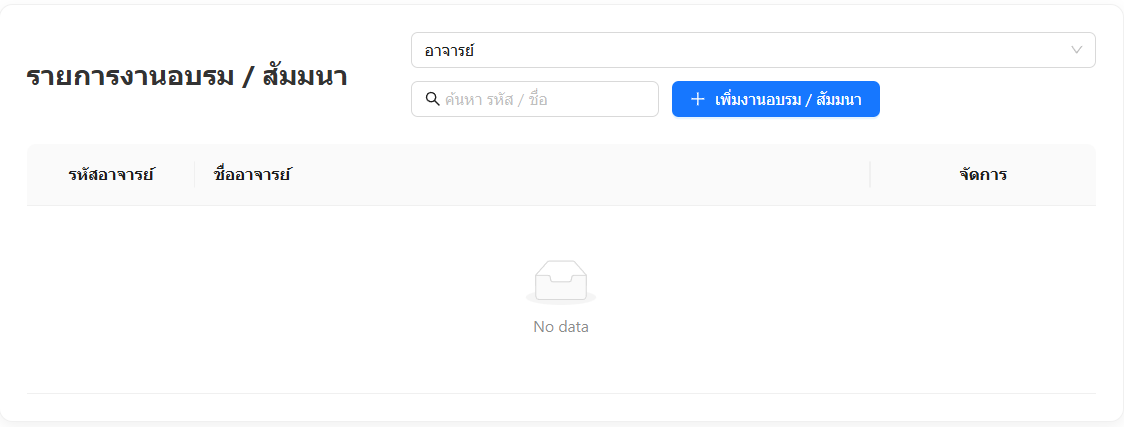 รายการงานอบรม / สัมมนา
อาจารย์
ค้นหา รหัส / ชื่อ
เพิ่มงานอบรม / สัมมนา
รหัสอาจารย์ ชื่ออาจารย์ จัดการ
No data